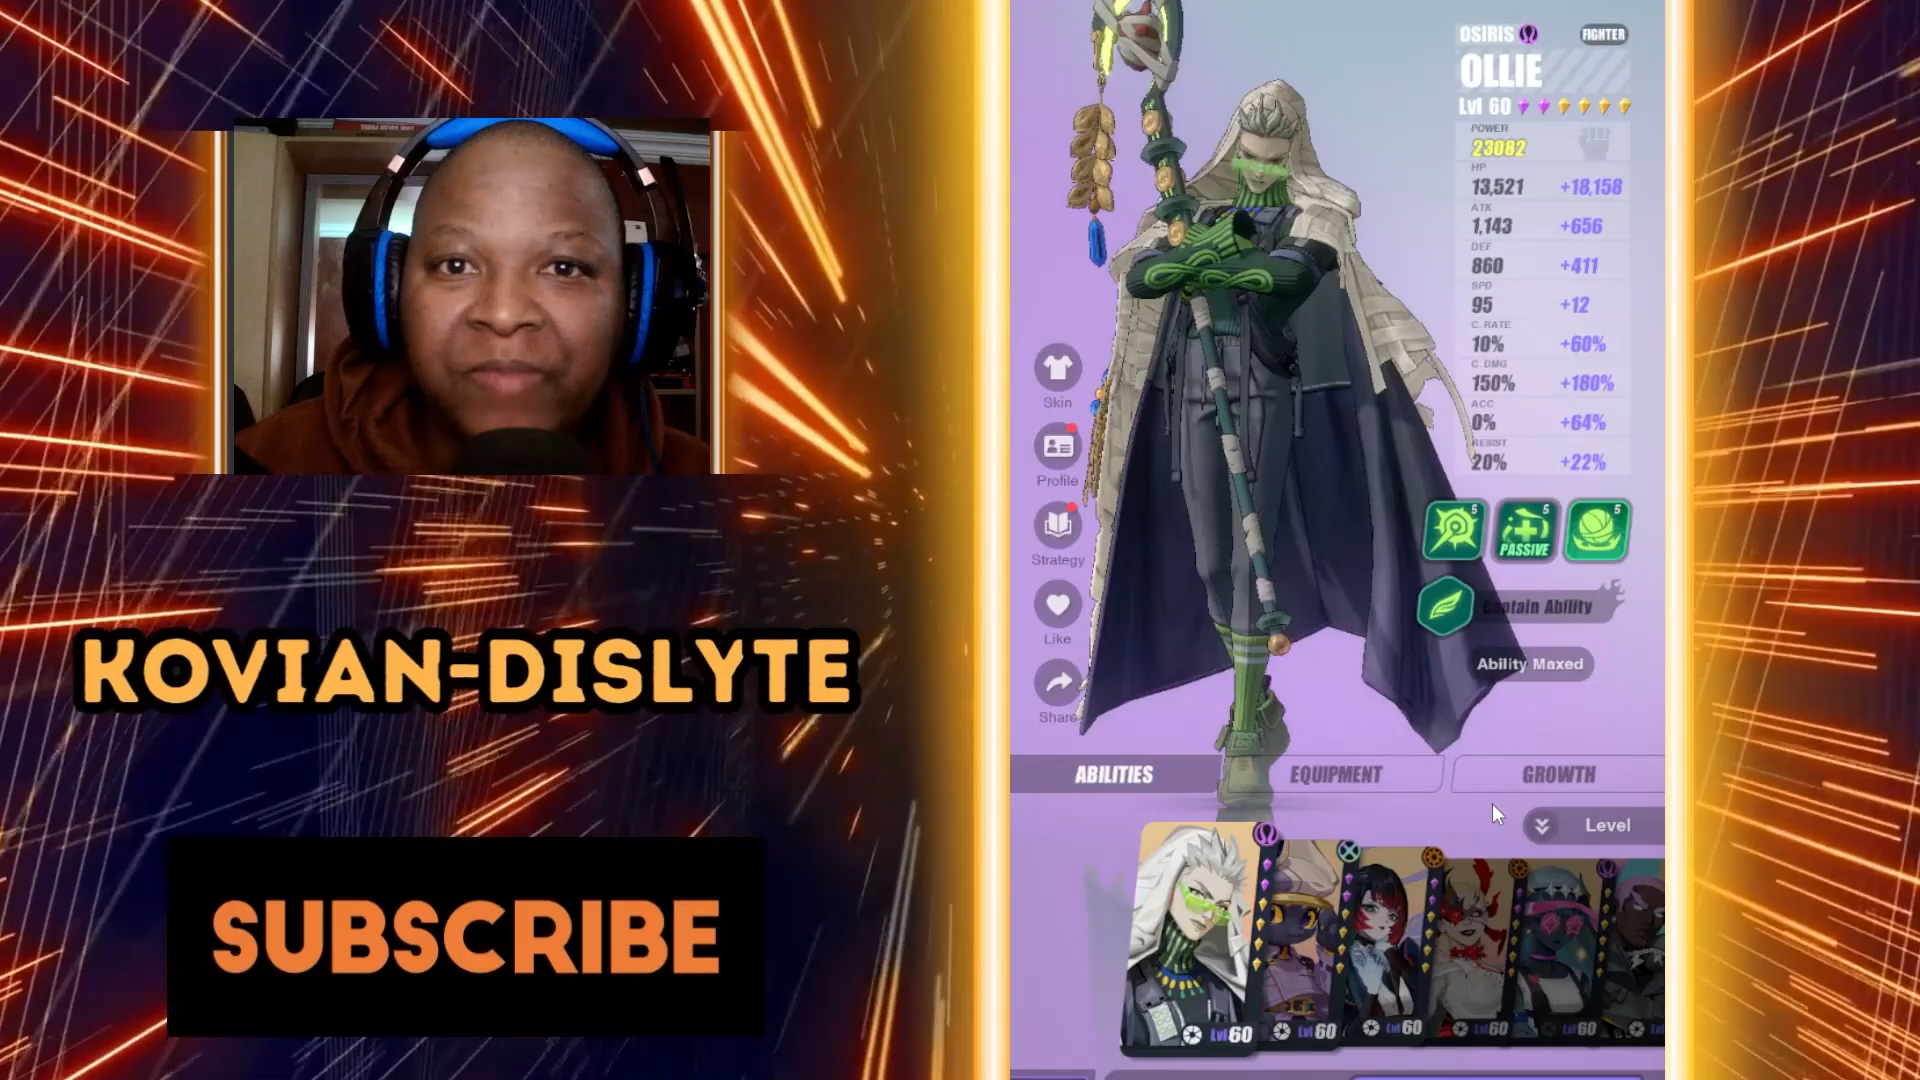 KOVIAN-DISLYTE
SUBSCRIBE
OSIRIS
FIGHTER
OLLIE
Lvl 60
POWER
23082
HP
13,521 +18,158
ATK
1,143 +656
DEF
860 +411
SPD
95 +12
C. RATE
10% +60%
C. DMG
150% +180%
ACC
0% +64%
RESIST
20% +22%
Skin
Profile
Strategy
Like
Share
5 5 5
PASSIVE
Captain Ability
Ability Maxed
ABILITIES EQUIPMENT GROWTH
Level
Lvl 60 Lvl 60 Lvl 60 Lvl 60 Lvl 60